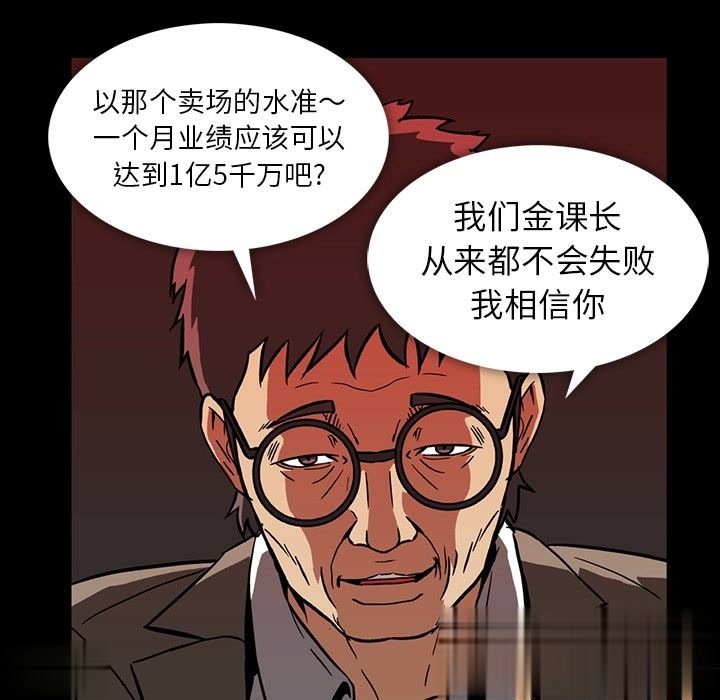 以那个卖场的水准～
一个月业绩应该可以
达到1亿5千万吧?
我们金课长
从来都不会失败
我相信你